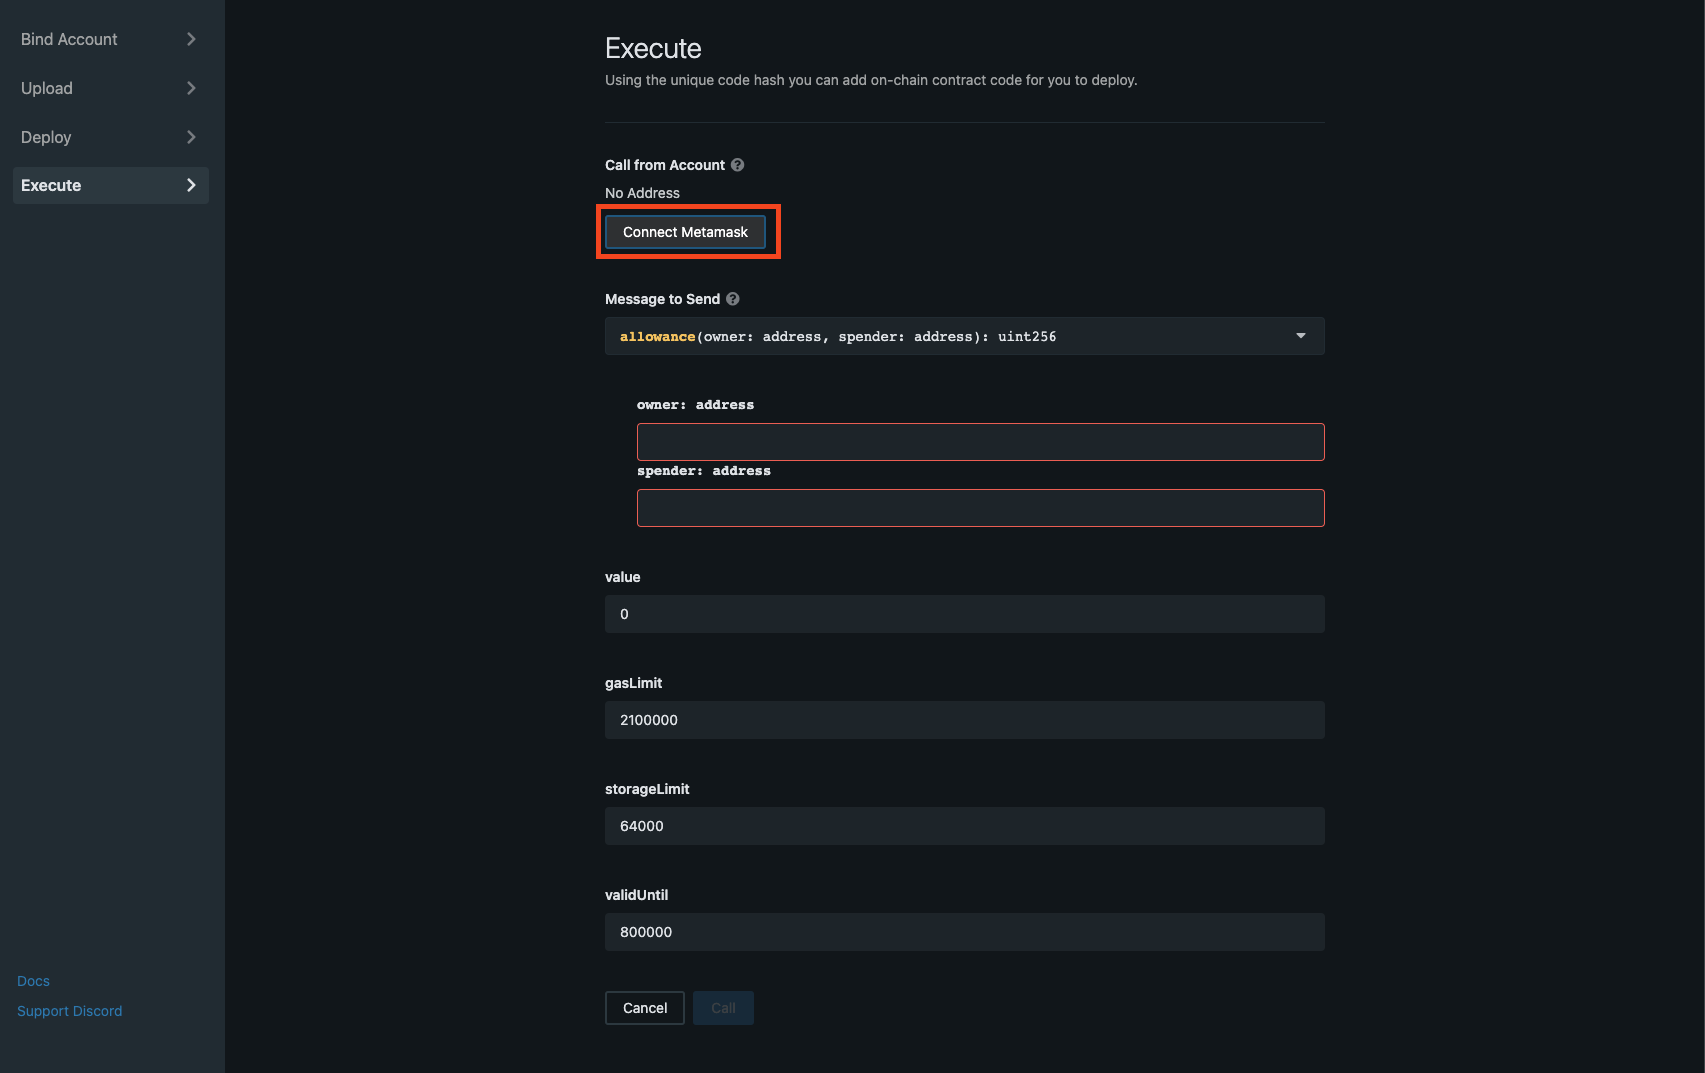 Bind Account
Upload
Deploy
Execute
Docs
Support Discord
Execute
Using the unique code hash you can add on-chain contract code for you to deploy.
Call from Account ?
No Address
Connect Metamask
Message to Send ?
allowance(owner: address, spender: address): uint256
owner: address
spender: address
value
0
gasLimit
2100000
storageLimit
64000
validUntil
800000
Cancel Call